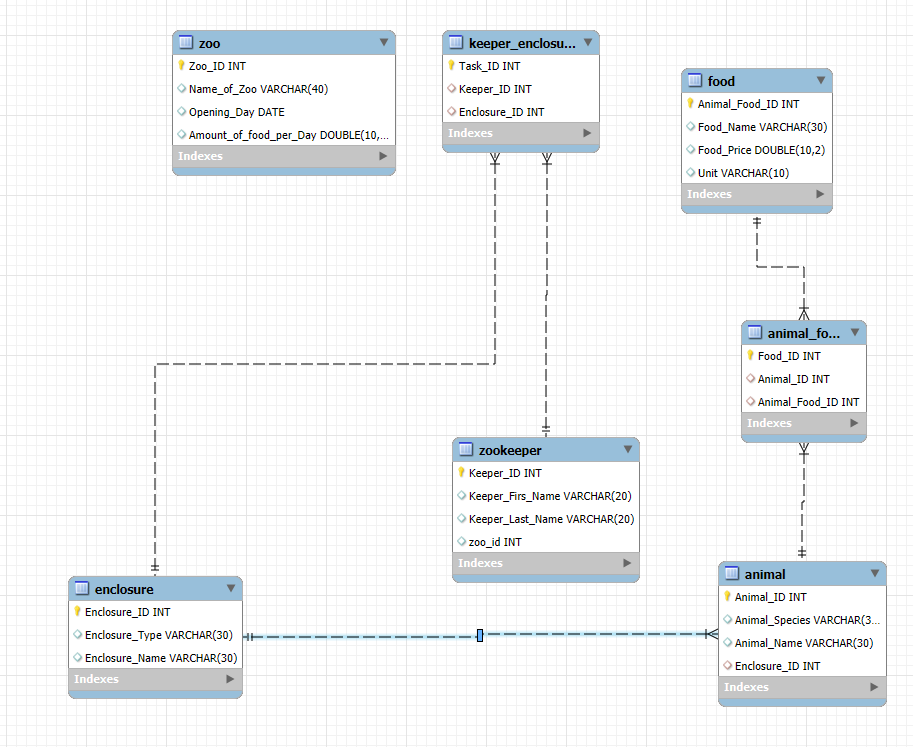 zoo
Zoo_ID INT
Name_of_Zoo VARCHAR(40)
Opening_Day DATE
Amount_of_food_per_Day DOUBLE(10,...
Indexes
keeper_enclosu...
Task_ID INT
Keeper_ID INT
Enclosure_ID INT
Indexes
food
Animal_Food_ID INT
Food_Name VARCHAR(30)
Food_Price DOUBLE(10,2)
Unit VARCHAR(10)
Indexes
animal_fo...
Food_ID INT
Animal_ID INT
Animal_Food_ID INT
Indexes
zookeeper
Keeper_ID INT
Keeper_Firs_Name VARCHAR(20)
Keeper_Last_Name VARCHAR(20)
zoo_id INT
Indexes
enclosure
Enclosure_ID INT
Enclosure_Type VARCHAR(30)
Enclosure_Name VARCHAR(30)
Indexes
animal
Animal_ID INT
Animal_Species VARCHAR(3...
Animal_Name VARCHAR(30)
Enclosure_ID INT
Indexes